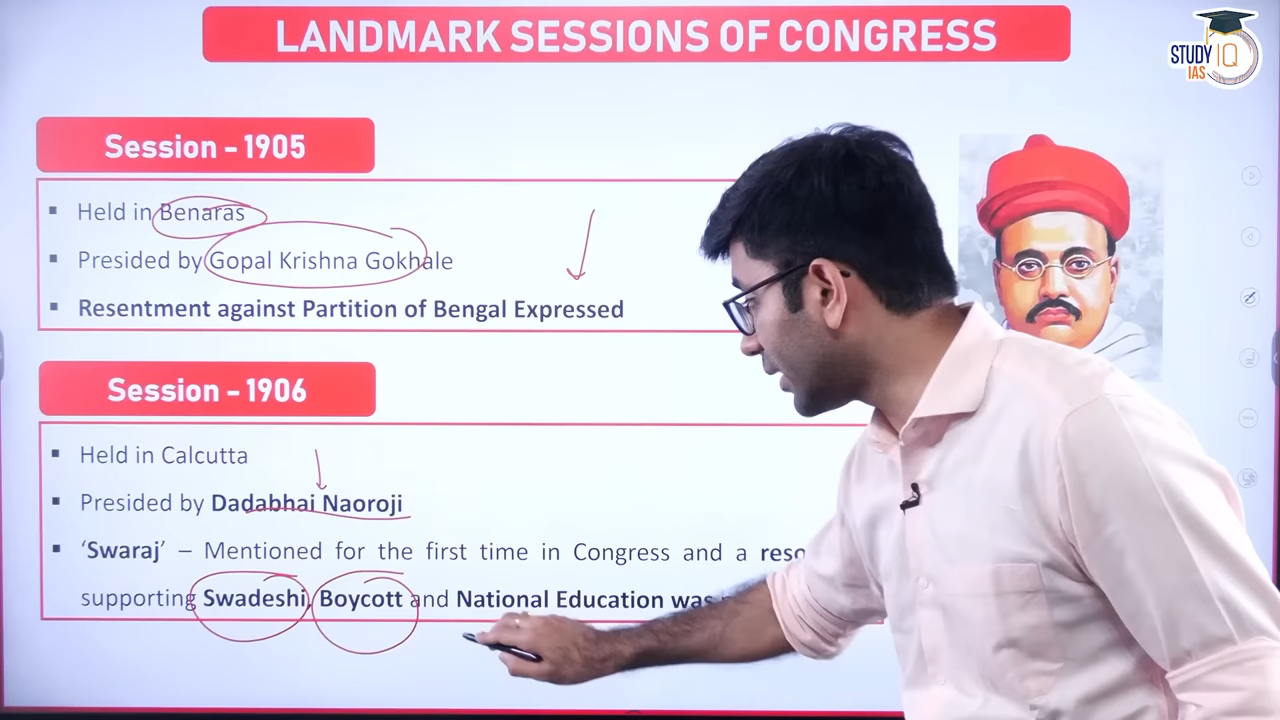 LANDMARK SESSIONS OF CONGRESS
STUDY IQ
IAS
Session - 1905
▪ Held in Benaras
▪ Presided by Gopal Krishna Gokhale
▪ Resentment against Partition of Bengal Expressed
Session - 1906
▪ Held in Calcutta
▪ Presided by Dadabhai Naoroji
▪ ‘Swaraj’ – Mentioned for the first time in Congress and a
supporting Swadeshi, Boycott and National Education was